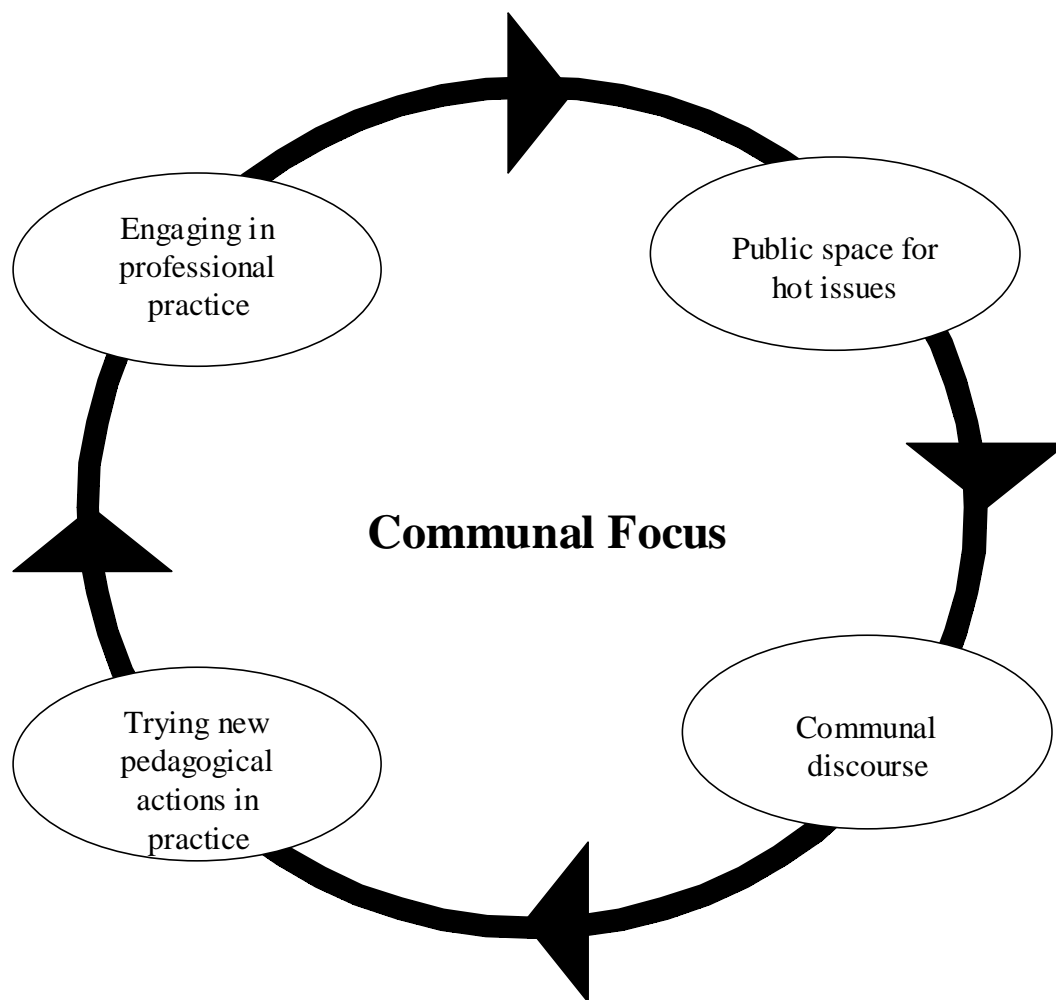 Engaging in
professional
practice
Public space for
hot issues
Communal Focus
Trying new
pedagogical
actions in
practice
Communal
discourse